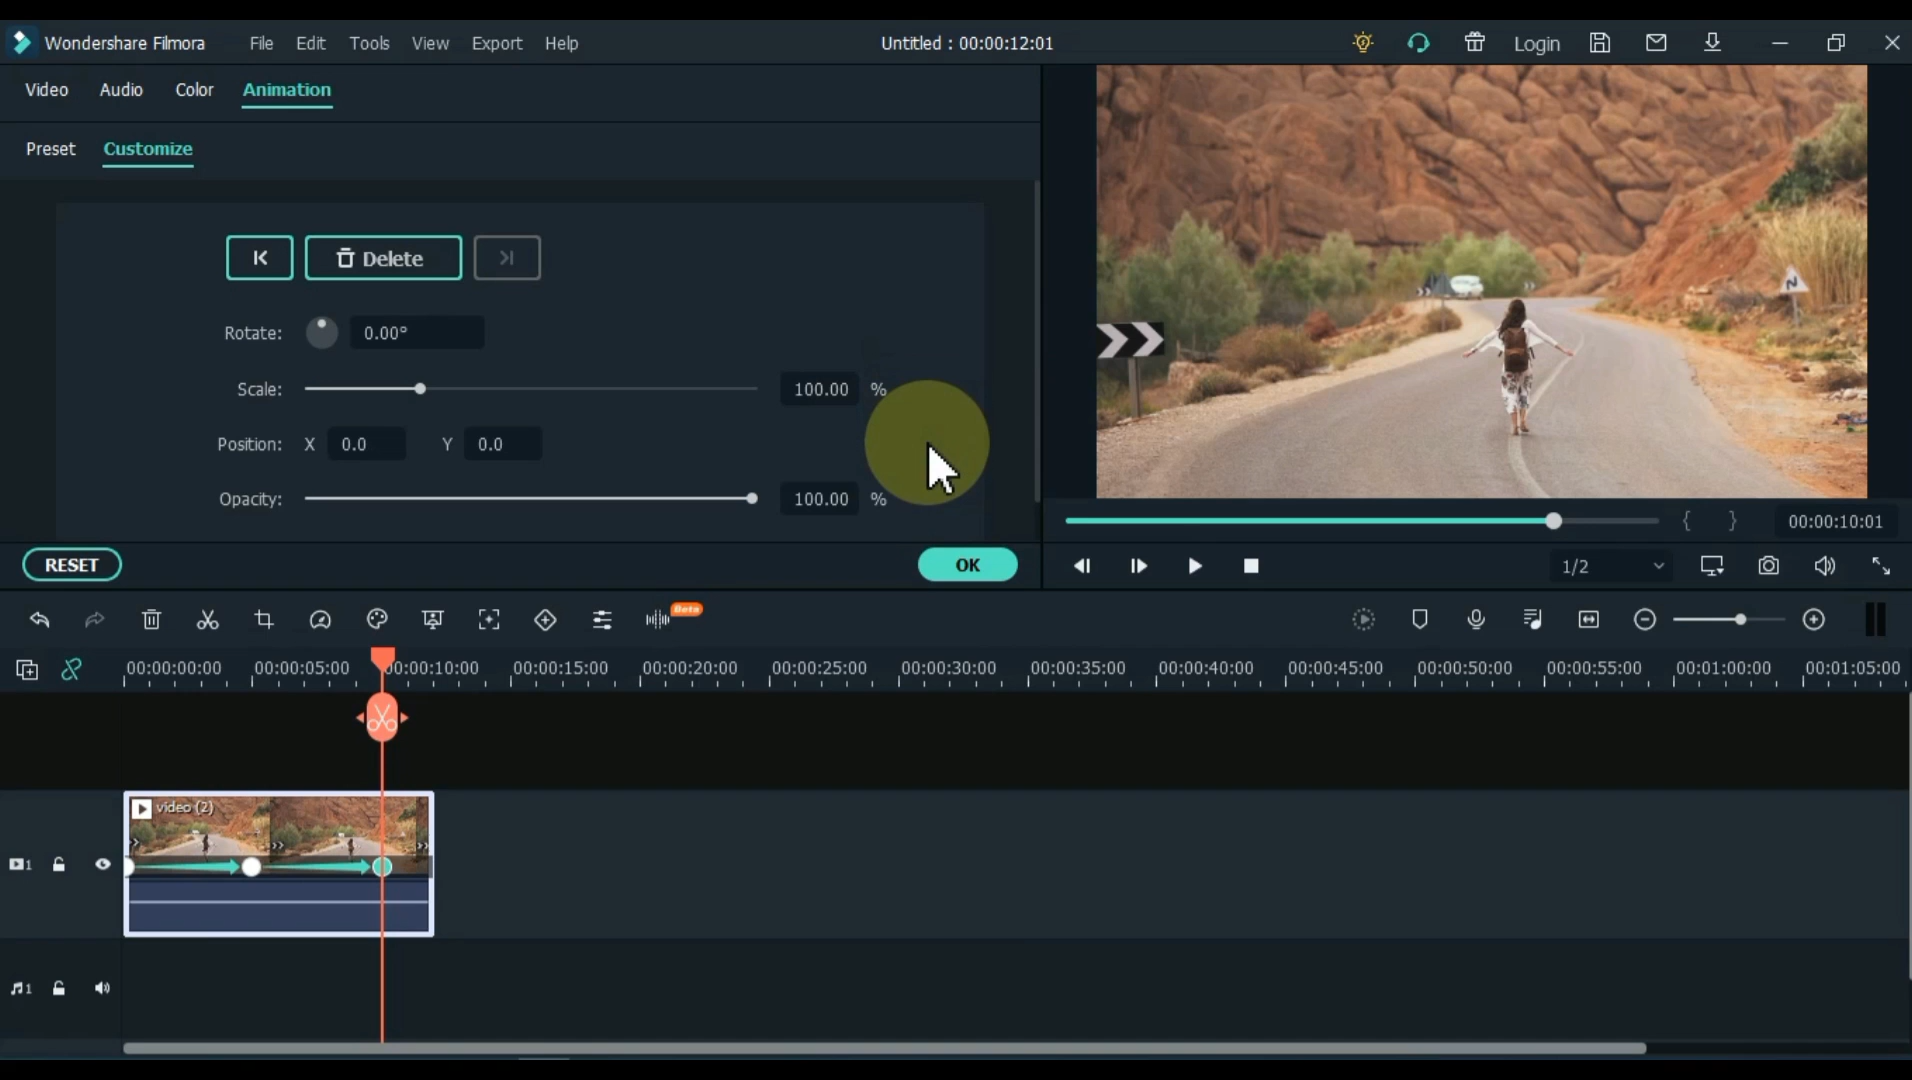 Wondershare Filmora File Edit Tools View Export Help Untitled : 00:00:12:01 Login
Video Audio Color Animation
Preset Customize
Delete
Rotate: 0.00°
Scale: 100.00 %
Position: X 0.0 Y 0.0
Opacity: 100.00 %
00:00:10:01
RESET OK
1/2
Beta
00:00:00:00 00:00:05:00 00:00:10:00 00:00:15:00 00:00:20:00 00:00:25:00 00:00:30:00 00:00:35:00 00:00:40:00 00:00:45:00 00:00:50:00 00:00:55:00 00:01:00:00 00:01:05:00
video (2)
1
1